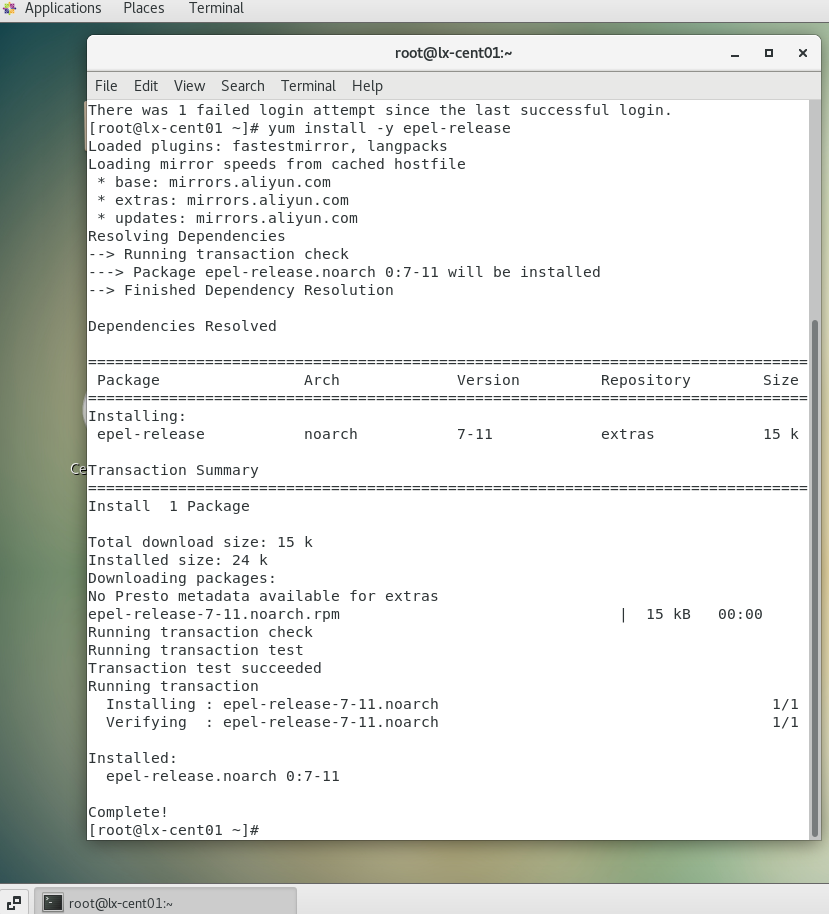 Applications Places Terminal
root@lx-cent01:~
File Edit View Search Terminal Help
There was 1 failed login attempt since the last successful login.
[root@lx-cent01 ~]# yum install -y epel-release
Loaded plugins: fastestmirror, langpacks
Loading mirror speeds from cached hostfile
 * base: mirrors.aliyun.com
 * extras: mirrors.aliyun.com
 * updates: mirrors.aliyun.com
Resolving Dependencies
--> Running transaction check
---> Package epel-release.noarch 0:7-11 will be installed
--> Finished Dependency Resolution

Dependencies Resolved

================================================================================
 Package                Arch             Version         Repository        Size
================================================================================
Installing:
 epel-release           noarch           7-11            extras            15 k

Ce
Transaction Summary
================================================================================
Install  1 Package

Total download size: 15 k
Installed size: 24 k
Downloading packages:
No Presto metadata available for extras
epel-release-7-11.noarch.rpm                               |  15 kB   00:00
Running transaction check
Running transaction test
Transaction test succeeded
Running transaction
  Installing : epel-release-7-11.noarch                                     1/1
  Verifying  : epel-release-7-11.noarch                                     1/1

Installed:
  epel-release.noarch 0:7-11

Complete!
[root@lx-cent01 ~]#
root@lx-cent01:~